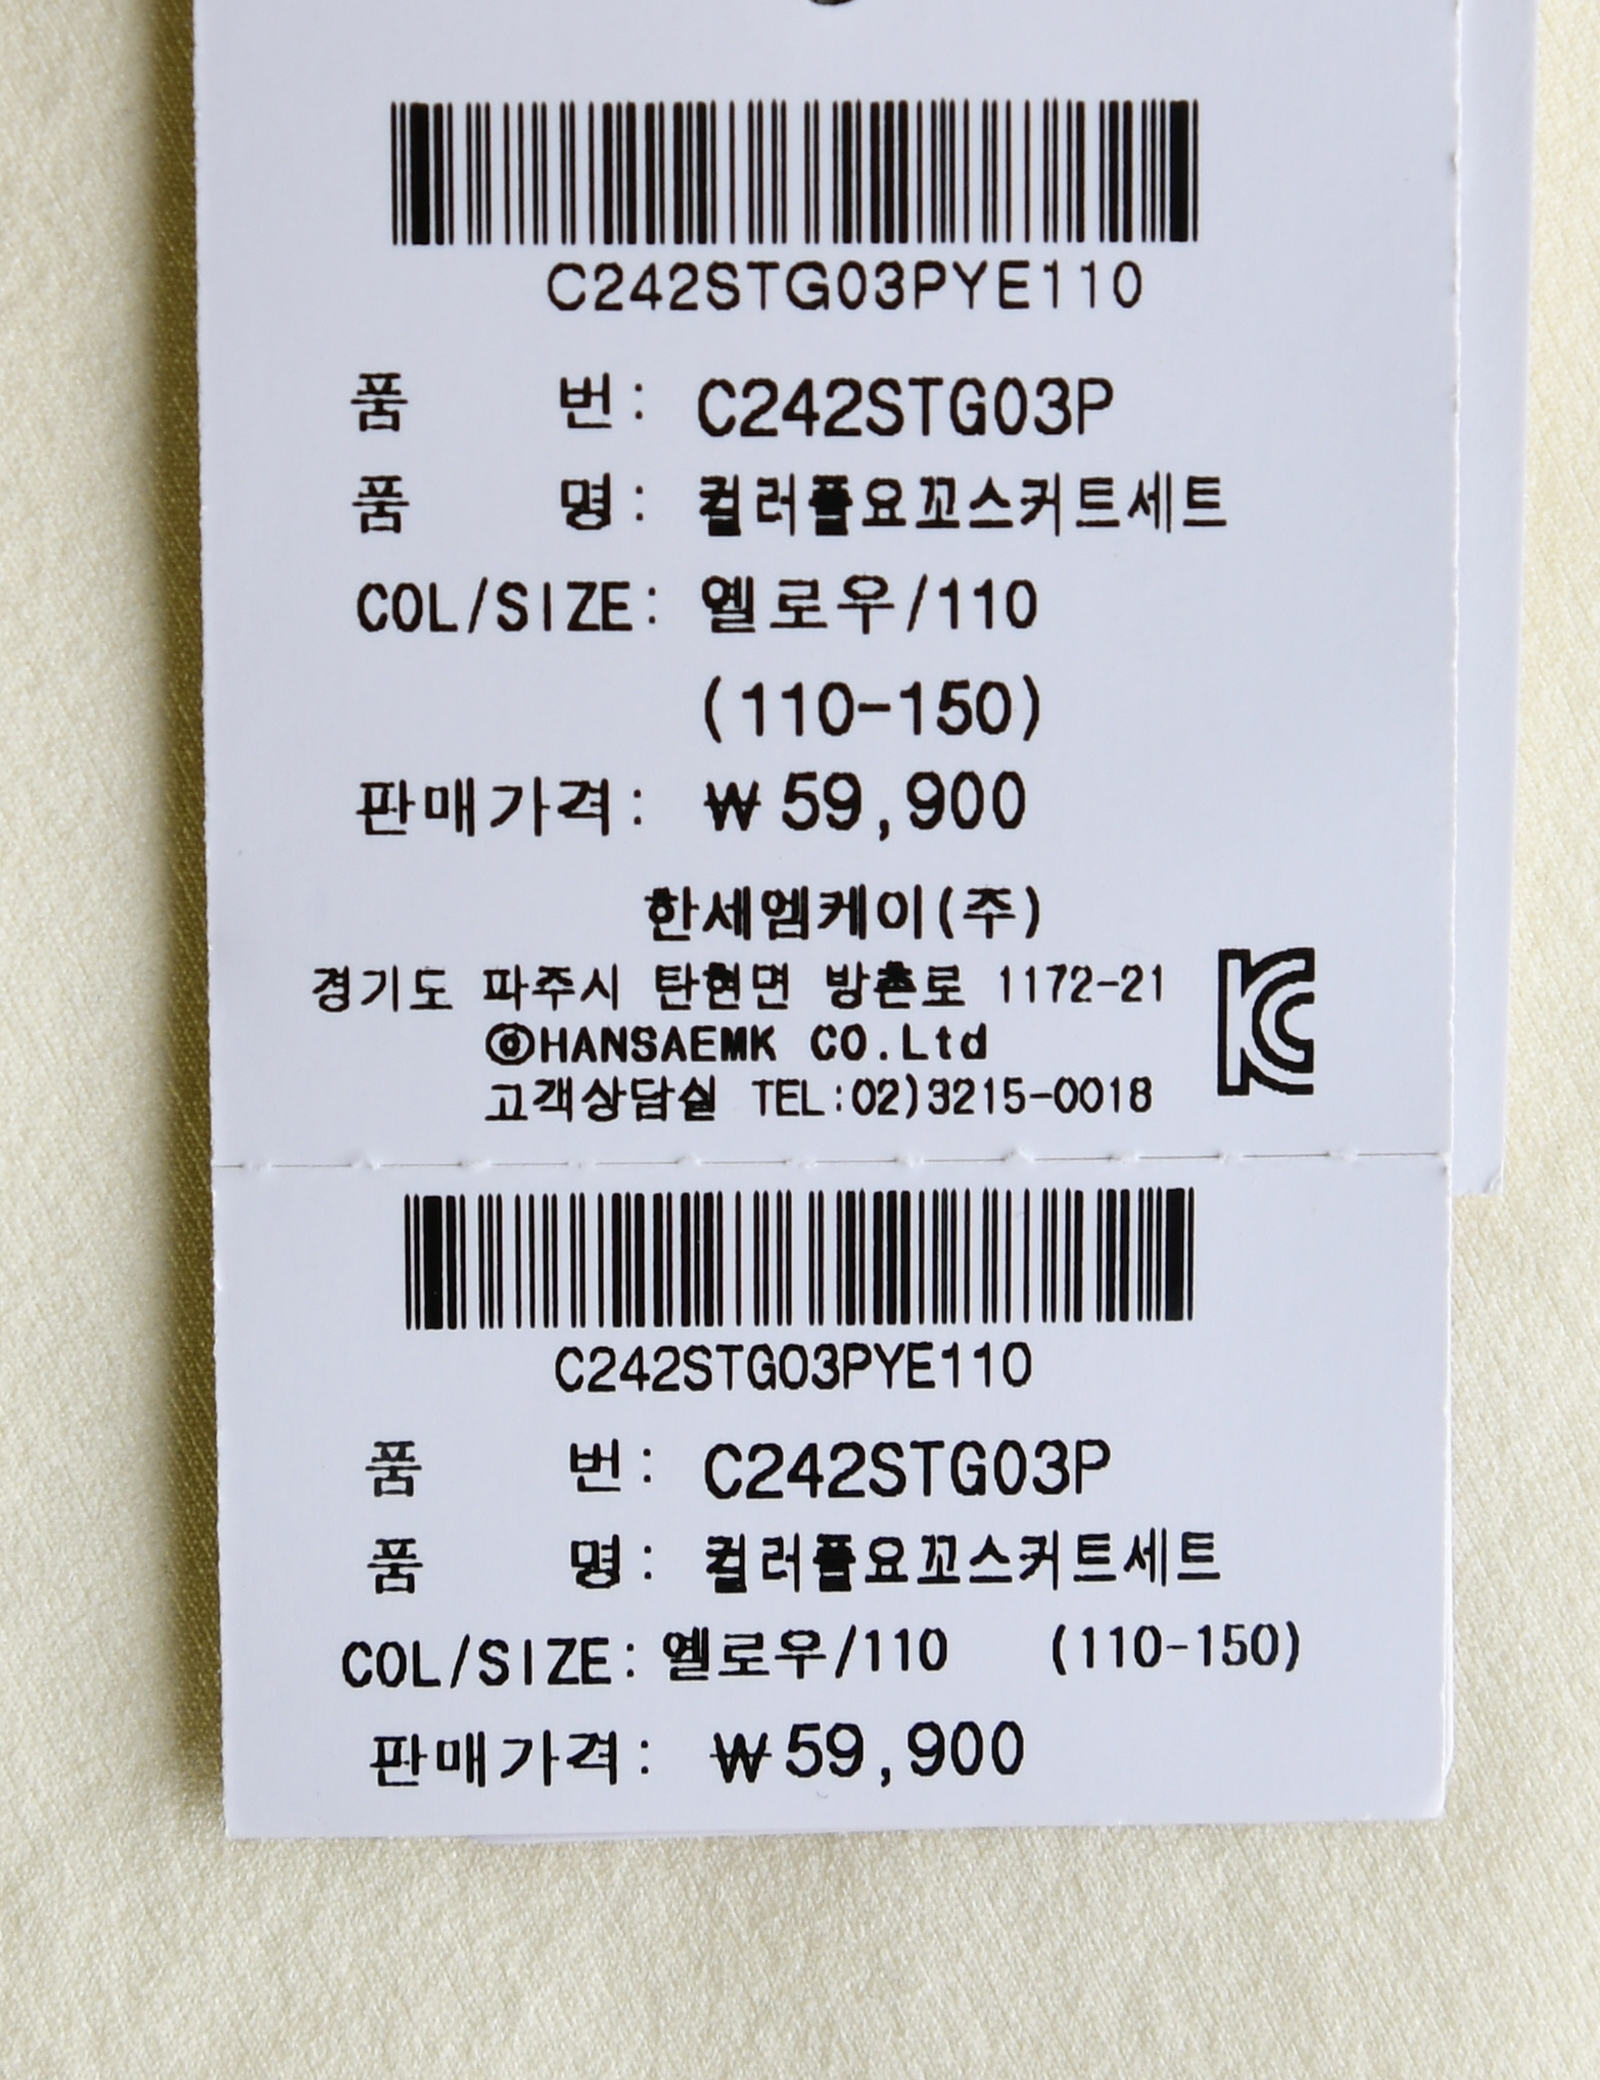 C242STG03PYE110
품 번: C242STG03P
품 명: 컬러풀요꼬스커트세트
COL/SIZE: 옐로우/110
(110-150)
판매가격: ₩59,900
한세엠케이(주)
경기도 파주시 탄현면 방촌로 1172-21
ⓒHANSAEMK CO.Ltd
고객상담실 TEL:02)3215-0018
C242STG03PYE110
품 번: C242STG03P
품 명: 컬러풀요꼬스커트세트
COL/SIZE: 옐로우/110 (110-150)
판매가격: ₩59,900